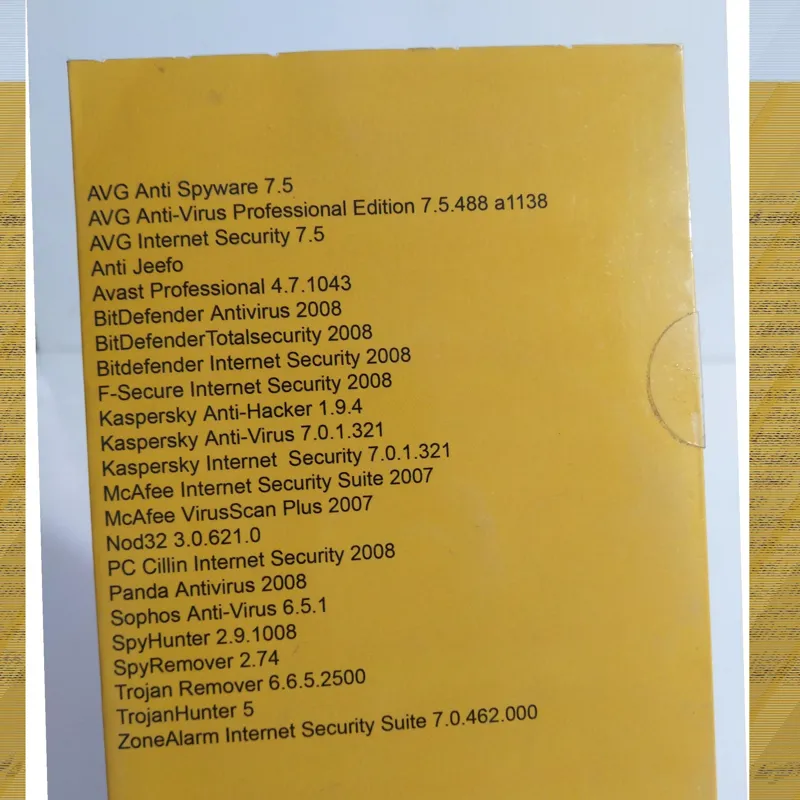 AVG Anti Spyware 7.5
AVG Anti-Virus Professional Edition 7.5.488 a1138
AVG Internet Security 7.5
Anti Jeefo
Avast Professional 4.7.1043
BitDefender Antivirus 2008
BitDefenderTotalsecurity 2008
Bitdefender Internet Security 2008
F-Secure Internet Security 2008
Kaspersky Anti-Hacker 1.9.4
Kaspersky Anti-Virus 7.0.1.321
Kaspersky Internet  Security 7.0.1.321
McAfee Internet Security Suite 2007
McAfee VirusScan Plus 2007
Nod32 3.0.621.0
PC Cillin Internet Security 2008
Panda Antivirus 2008
Sophos Anti-Virus 6.5.1
SpyHunter 2.9.1008
SpyRemover 2.74
Trojan Remover 6.6.5.2500
TrojanHunter 5
ZoneAlarm Internet Security Suite 7.0.462.000